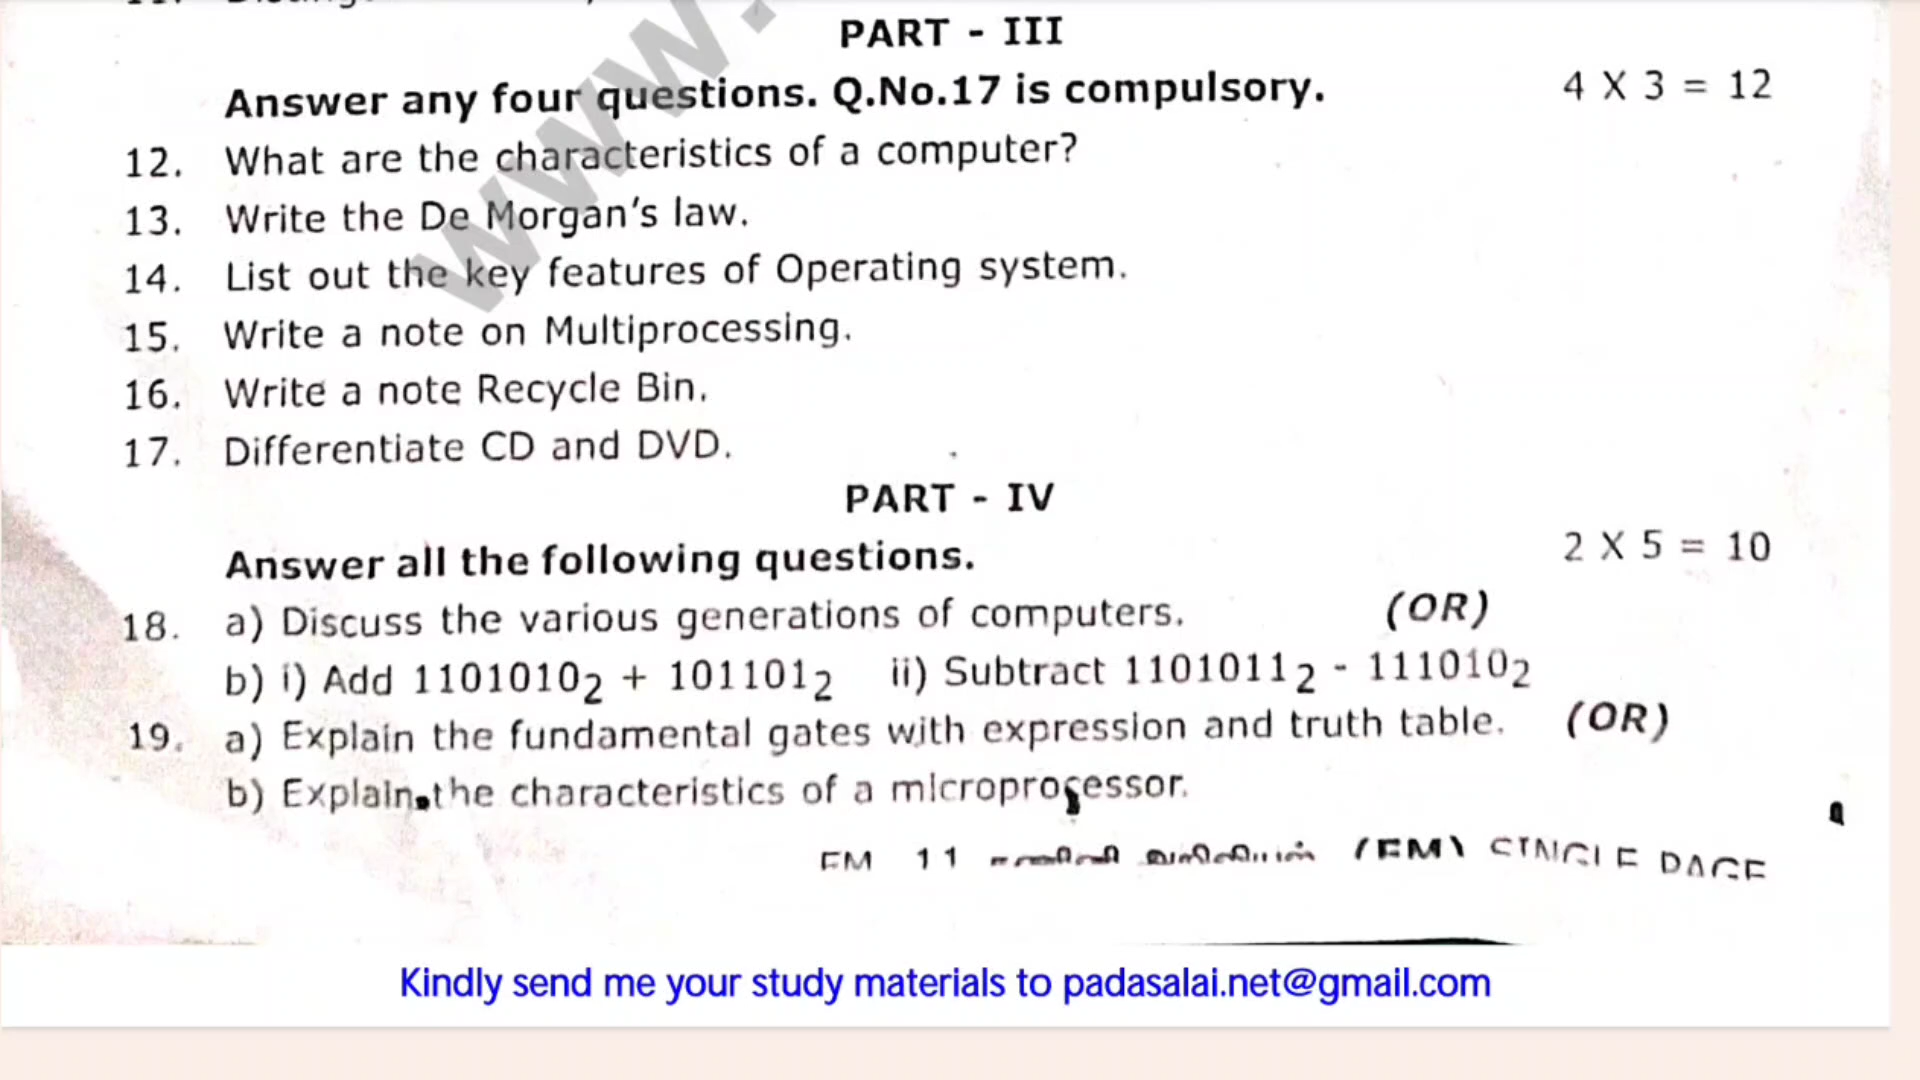 PART - III
Answer any four questions. Q.No.17 is compulsory. 4 X 3 = 12
12. What are the characteristics of a computer?
13. Write the De Morgan's law.
14. List out the key features of Operating system.
15. Write a note on Multiprocessing.
16. Write a note Recycle Bin.
17. Differentiate CD and DVD.
PART - IV
Answer all the following questions. 2 X 5 = 10
18. a) Discuss the various generations of computers. (OR)
b) i) Add 1101010₂ + 101101₂ ii) Subtract 1101011₂ - 111010₂
19. a) Explain the fundamental gates with expression and truth table. (OR)
b) Explain the characteristics of a microprocessor.
11 (EM) SINGLE PAGE
Kindly send me your study materials to padasalai.net@gmail.com
www.